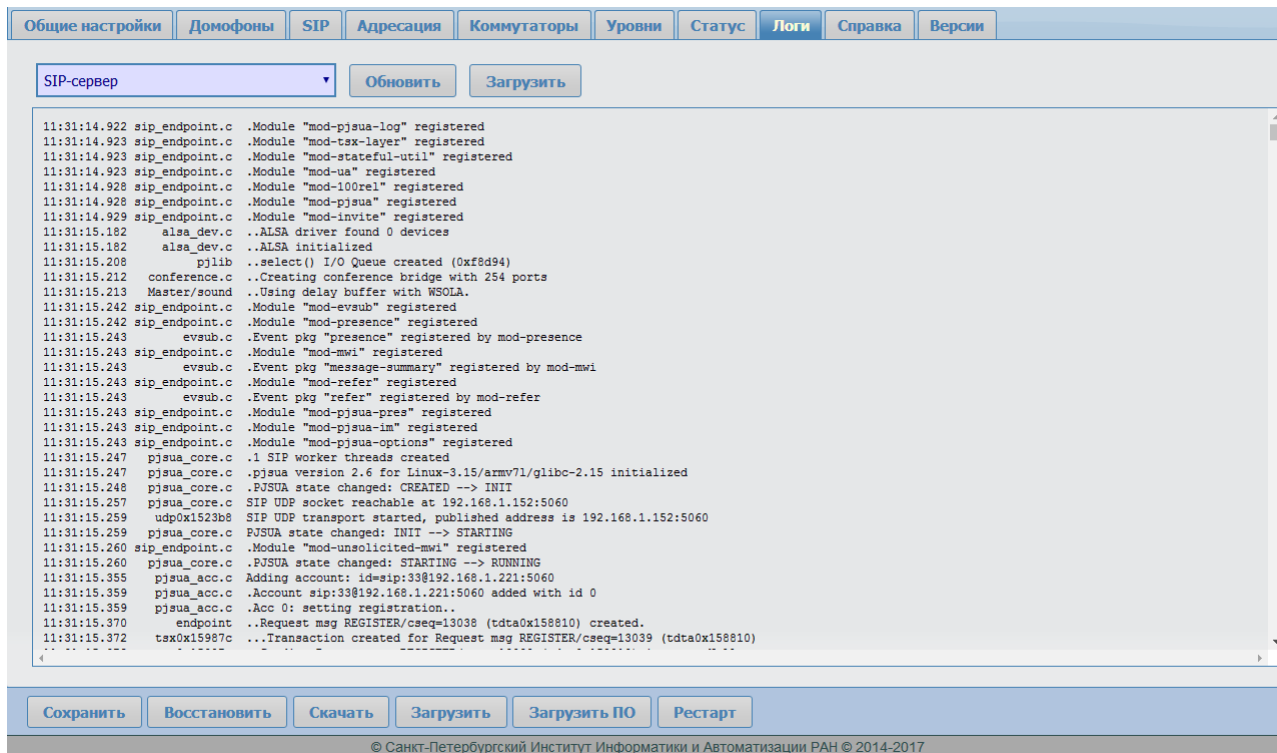 Общие настройки Домофоны SIP Адресация Коммутаторы Уровни Статус Логи Справка Версии
SIP-сервер Обновить Загрузить
11:31:14.922 sip_endpoint.c .Module "mod-pjsua-log" registered
11:31:14.923 sip_endpoint.c .Module "mod-tsx-layer" registered
11:31:14.923 sip_endpoint.c .Module "mod-stateful-util" registered
11:31:14.923 sip_endpoint.c .Module "mod-ua" registered
11:31:14.928 sip_endpoint.c .Module "mod-100rel" registered
11:31:14.928 sip_endpoint.c .Module "mod-pjsua" registered
11:31:14.929 sip_endpoint.c .Module "mod-invite" registered
11:31:15.182 alsa_dev.c ..ALSA driver found 0 devices
11:31:15.182 alsa_dev.c ..ALSA initialized
11:31:15.208 pjlib ..select() I/O Queue created (0xf8d94)
11:31:15.212 conference.c ..Creating conference bridge with 254 ports
11:31:15.213 Master/sound ..Using delay buffer with WSOLA.
11:31:15.242 sip_endpoint.c .Module "mod-evsub" registered
11:31:15.242 sip_endpoint.c .Module "mod-presence" registered
11:31:15.243 evsub.c .Event pkg "presence" registered by mod-presence
11:31:15.243 sip_endpoint.c .Module "mod-mwi" registered
11:31:15.243 evsub.c .Event pkg "message-summary" registered by mod-mwi
11:31:15.243 sip_endpoint.c .Module "mod-refer" registered
11:31:15.243 evsub.c .Event pkg "refer" registered by mod-refer
11:31:15.243 sip_endpoint.c .Module "mod-pjsua-pres" registered
11:31:15.243 sip_endpoint.c .Module "mod-pjsua-im" registered
11:31:15.243 sip_endpoint.c .Module "mod-pjsua-options" registered
11:31:15.247 pjsua_core.c .1 SIP worker threads created
11:31:15.247 pjsua_core.c .pjsua version 2.6 for Linux-3.15/armv7l/glibc-2.15 initialized
11:31:15.248 pjsua_core.c .PJSUA state changed: CREATED --> INIT
11:31:15.257 pjsua_core.c SIP UDP socket reachable at 192.168.1.152:5060
11:31:15.259 udp0x1523b8 SIP UDP transport started, published address is 192.168.1.152:5060
11:31:15.259 pjsua_core.c PJSUA state changed: INIT --> STARTING
11:31:15.260 sip_endpoint.c .Module "mod-unsolicited-mwi" registered
11:31:15.260 pjsua_core.c .PJSUA state changed: STARTING --> RUNNING
11:31:15.355 pjsua_acc.c Adding account: id=sip:33@192.168.1.221:5060
11:31:15.359 pjsua_acc.c .Account sip:33@192.168.1.221:5060 added with id 0
11:31:15.359 pjsua_acc.c .Acc 0: setting registration..
11:31:15.370 endpoint ..Request msg REGISTER/cseq=13038 (tdta0x158810) created.
11:31:15.372 tsx0x15987c ...Transaction created for Request msg REGISTER/cseq=13039 (tdta0x158810)
Сохранить Восстановить Скачать Загрузить Загрузить ПО Рестарт
© Санкт-Петербургский Институт Информатики и Автоматизации РАН © 2014-2017